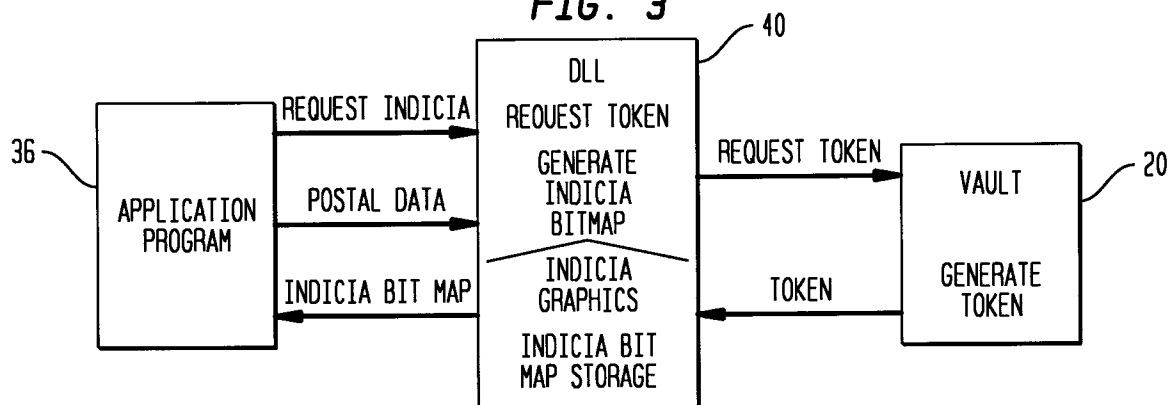 FIG. 3
40
DLL
REQUEST INDICIA
REQUEST TOKEN
36
REQUEST TOKEN
20
GENERATE
INDICIA
BITMAP
VAULT
APPLICATION
PROGRAM
POSTAL DATA
INDICIA
GRAPHICS
INDICIA BIT MAP
TOKEN
GENERATE
TOKEN
INDICIA BIT
MAP STORAGE